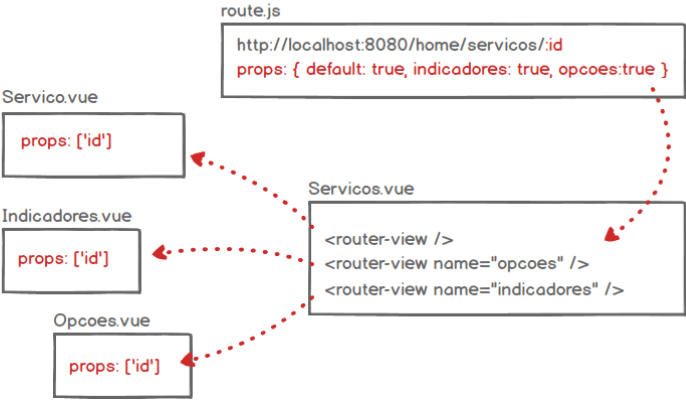 route.js
http://localhost:8080/home/servicos/:id
props: { default: true, indicadores: true, opcoes:true }
Servico.vue
props: ['id']
Servicos.vue
<router-view />
<router-view name="opcoes" />
<router-view name="indicadores" />
Indicadores.vue
props: ['id']
Opcoes.vue
props: ['id']